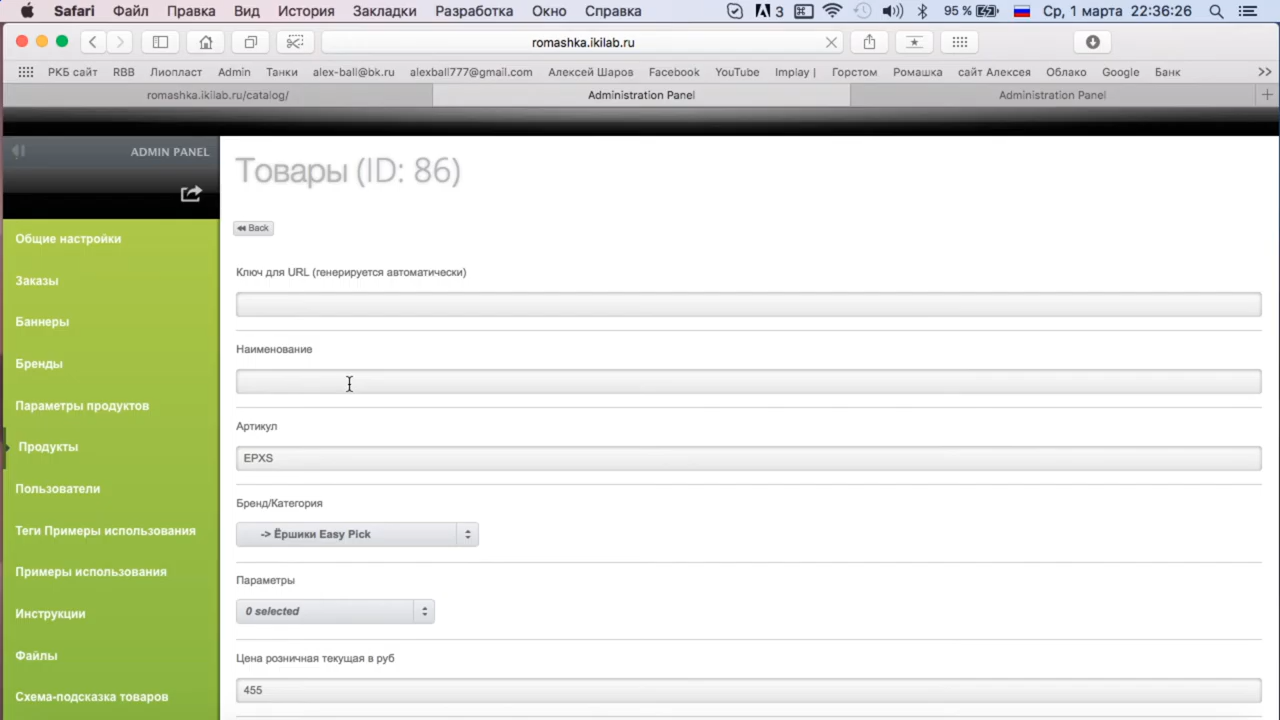 Safari Файл Правка Вид История Закладки Разработка Окно Справка 3 95 % Ср, 1 марта 22:36:26
romashka.ikilab.ru
РКБ сайт RBB Лиопласт Admin Танки alex-ball@bk.ru alexball777@gmail.com Алексей Шаров Facebook YouTube Implay | Горстом Ромашка сайт Алексея Облако Google Банк
romashka.ikilab.ru/catalog/ Administration Panel Administration Panel
ADMIN PANEL
Товары (ID: 86)
Back
Общие настройки
Заказы
Баннеры
Бренды
Параметры продуктов
Продукты
Пользователи
Теги Примеры использования
Примеры использования
Инструкции
Файлы
Схема-подсказка товаров
Ключ для URL (генерируется автоматически)
Наименование
Артикул
EPXS
Бренд/Категория
-> Ёршики Easy Pick
Параметры
0 selected
Цена розничная текущая в руб
455